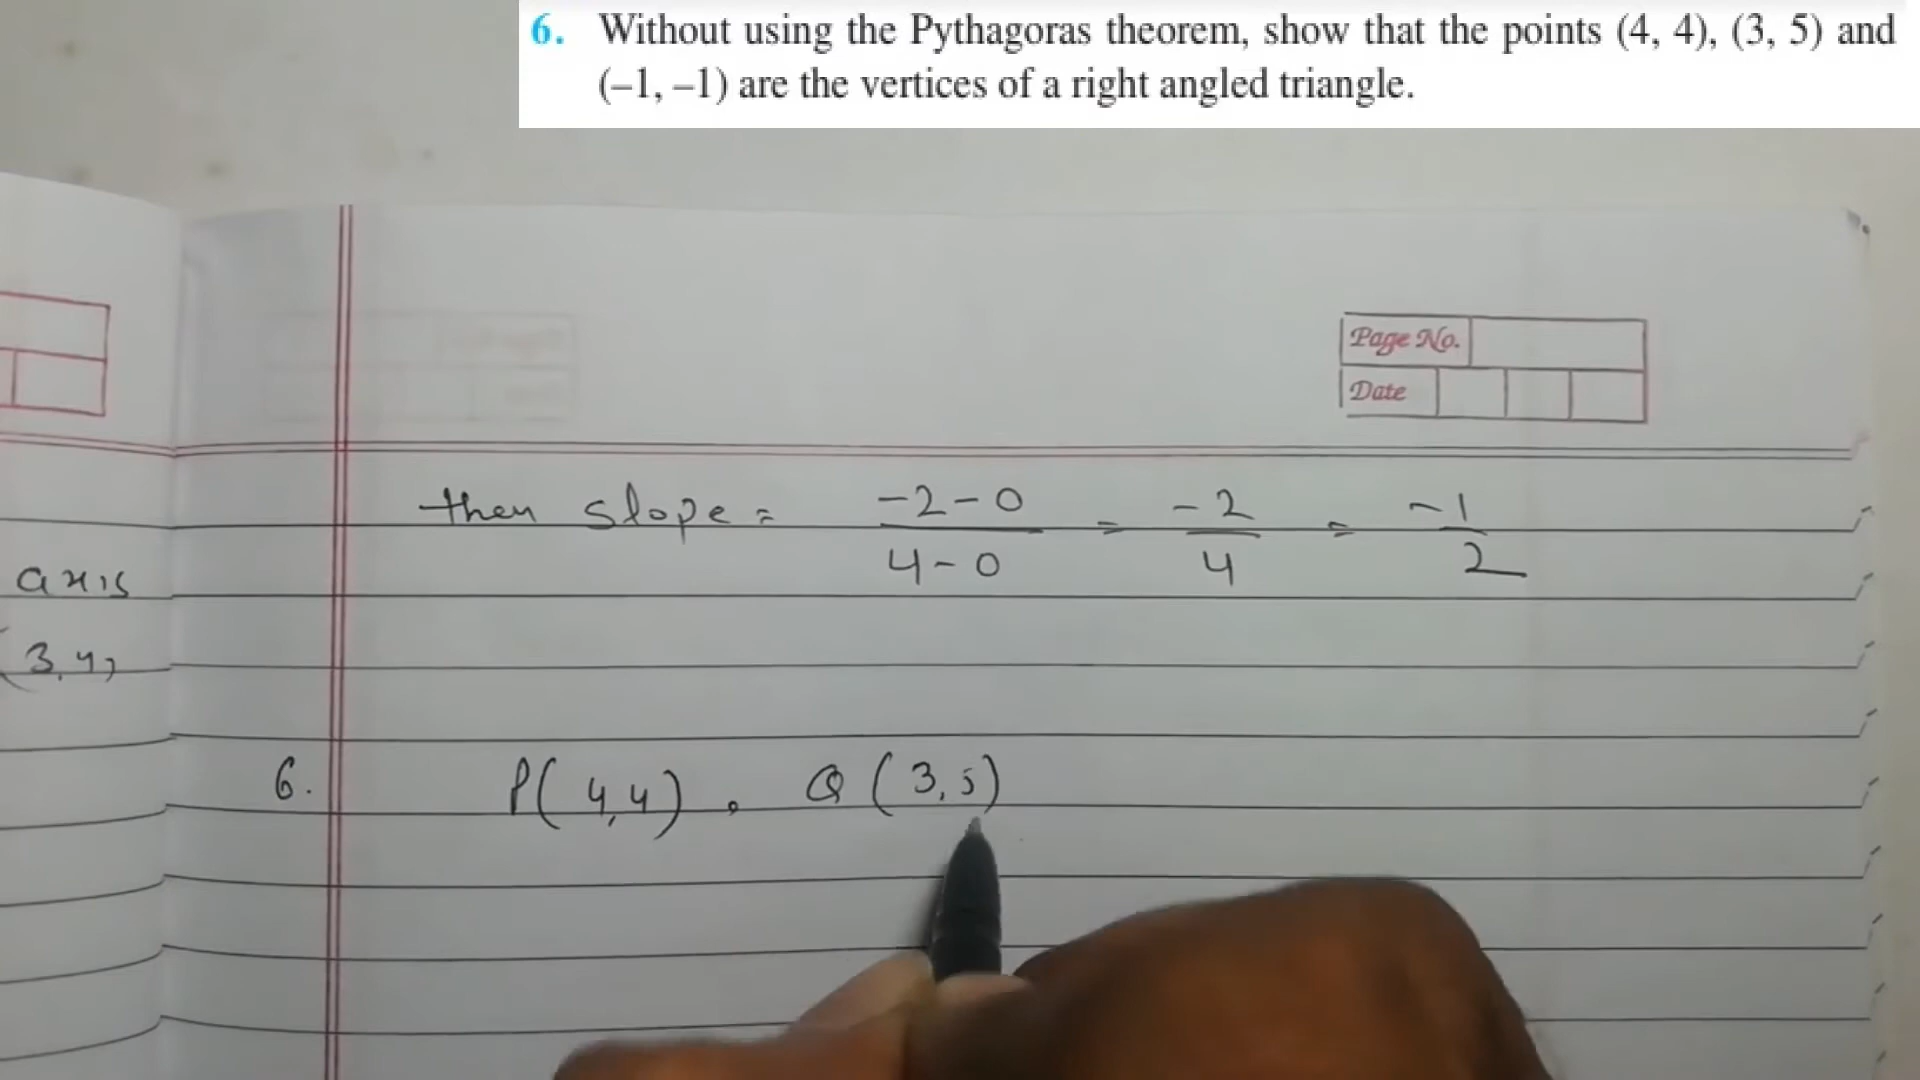 6. Without using the Pythagoras theorem, show that the points (4, 4), (3, 5) and
(–1, –1) are the vertices of a right angled triangle.
Page No.
Date
then slope = -2-0 / 4-0 = -2 / 4 = -1 / 2
axis
(3,4)
6. P(4,4), Q(3,5)